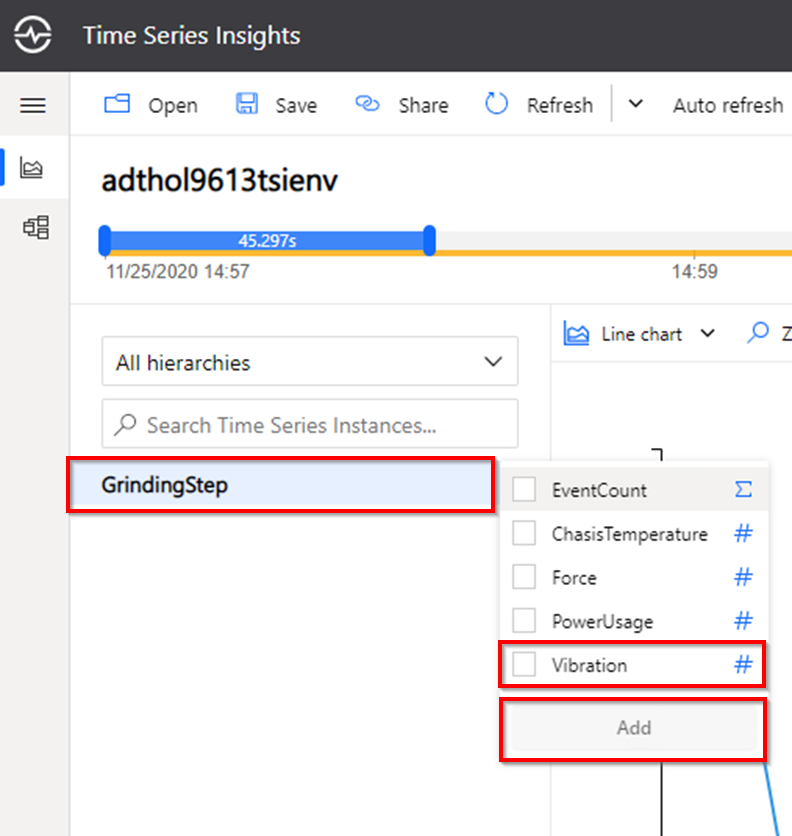 Time Series Insights
Open Save Share Refresh Auto refresh
adthol9613tsienv
45.297s
11/25/2020 14:57 14:59
All hierarchies
Line chart Z
Search Time Series Instances...
GrindingStep
EventCount Σ
ChasisTemperature #
Force #
PowerUsage #
Vibration #
Add